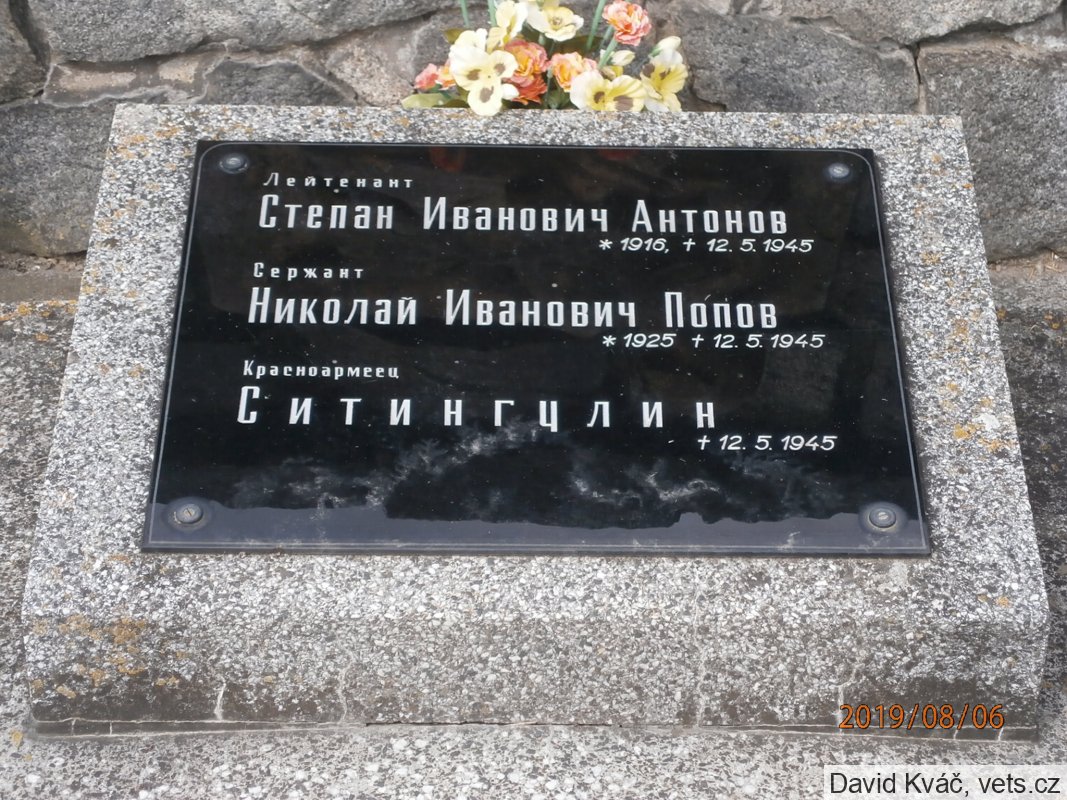 Лейтенант
Степан Иванович Антонов
* 1916, + 12. 5. 1945
Сержант
Николай Иванович Попов
* 1925 + 12. 5. 1945
Красноармеец
Ситингулин
+ 12. 5. 1945
2019/08/06
David Kváč, vets.cz